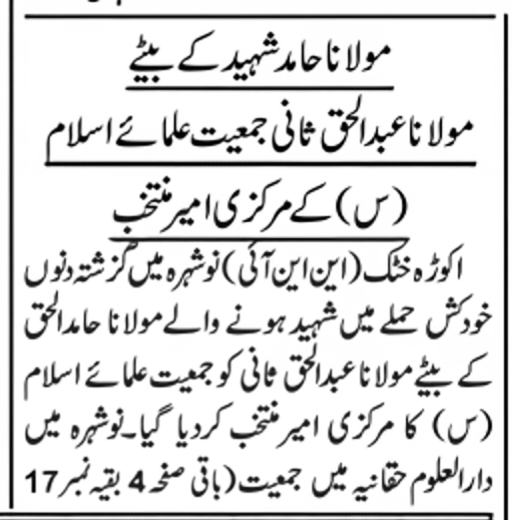 مولانا حامد شہید کے بیٹے
مولانا عبدالحق ثانی جمعیت علمائے اسلام
(س) کے مرکزی امیر منتخب
اکوڑہ خٹک (این این آئی) نوشہرہ میں گزشتہ دنوں
خودکش حملے میں شہید ہونے والے مولانا حامد الحق
کے بیٹے مولانا عبدالحق ثانی کو جمعیت علمائے اسلام
(س) کا مرکزی امیر منتخب کردیا گیا۔ نوشہرہ میں
دارالعلوم حقانیہ میں جمعیت (باقی صفحہ 4 بقیہ نمبر 17